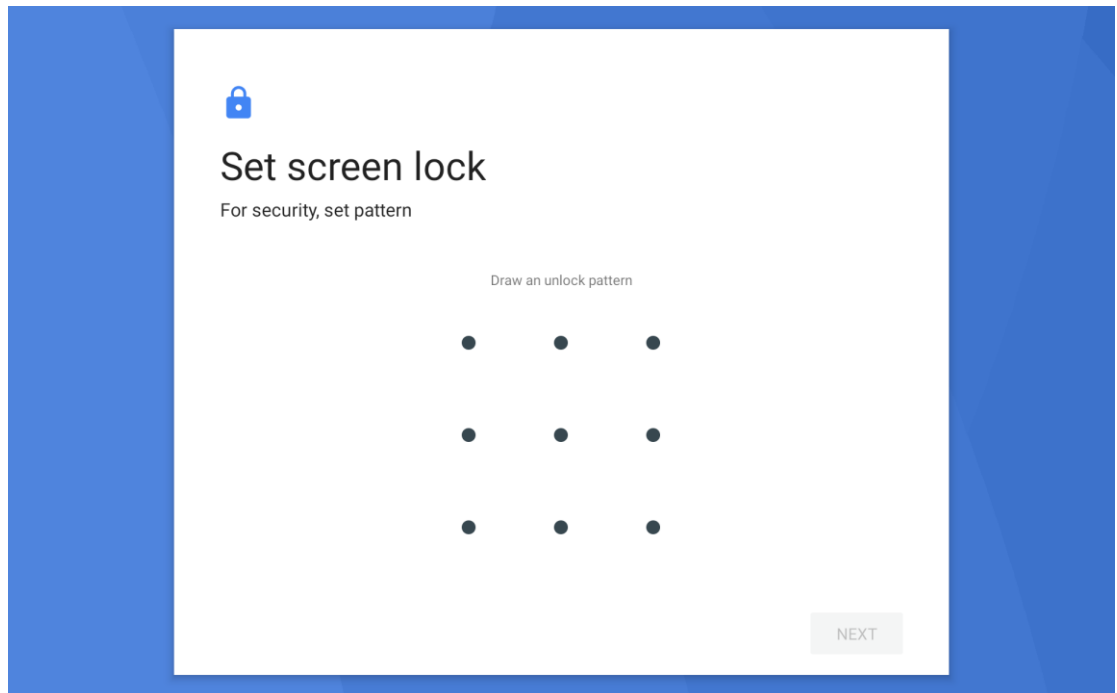 Set screen lock
For security, set pattern
Draw an unlock pattern
NEXT